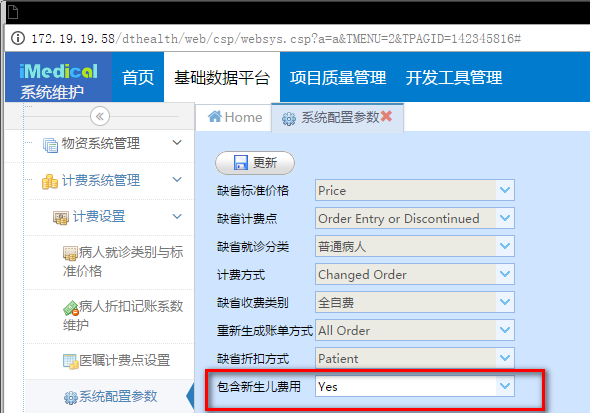 172.19.19.58/dthealth/web/csp/websys.csp?a=a&TMENU=2&TPAGID=142345816#
iMedical
系统维护
首页
基础数据平台
项目质量管理
开发工具管理
物资系统管理
计费系统管理
计费设置
病人就诊类别与标
准价格
病人折扣记账系数
维护
医嘱计费点设置
系统配置参数
Home
系统配置参数
更新
缺省标准价格 Price
缺省计费点 Order Entry or Discontinued
缺省就诊分类 普通病人
计费方式 Changed Order
缺省收费类别 全自费
重新生成账单方式 All Order
缺省折扣方式 Patient
包含新生儿费用 Yes